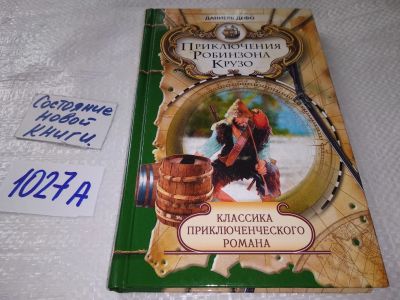 ДАНИЕЛЬ ДЕФО
ПРИКЛЮЧЕНИЯ
РОБИНЗОНА
КРУЗО
Состояние
новой
книги.
1027А
КЛАССИКА
ПРИКЛЮЧЕНЧЕСКОГО
РОМАНА